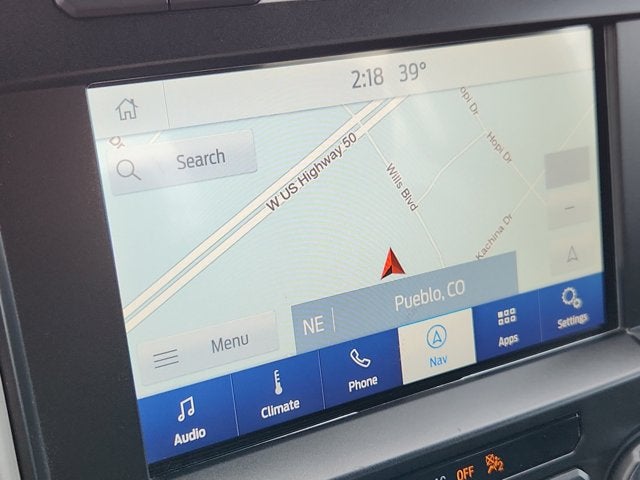 2:18 39°
Search
W US Highway 50
Wills Blvd
Hopi Dr
Kachina Dr
NE Pueblo, CO
Menu
Audio
Climate
Phone
Nav
Apps
Settings
OFF